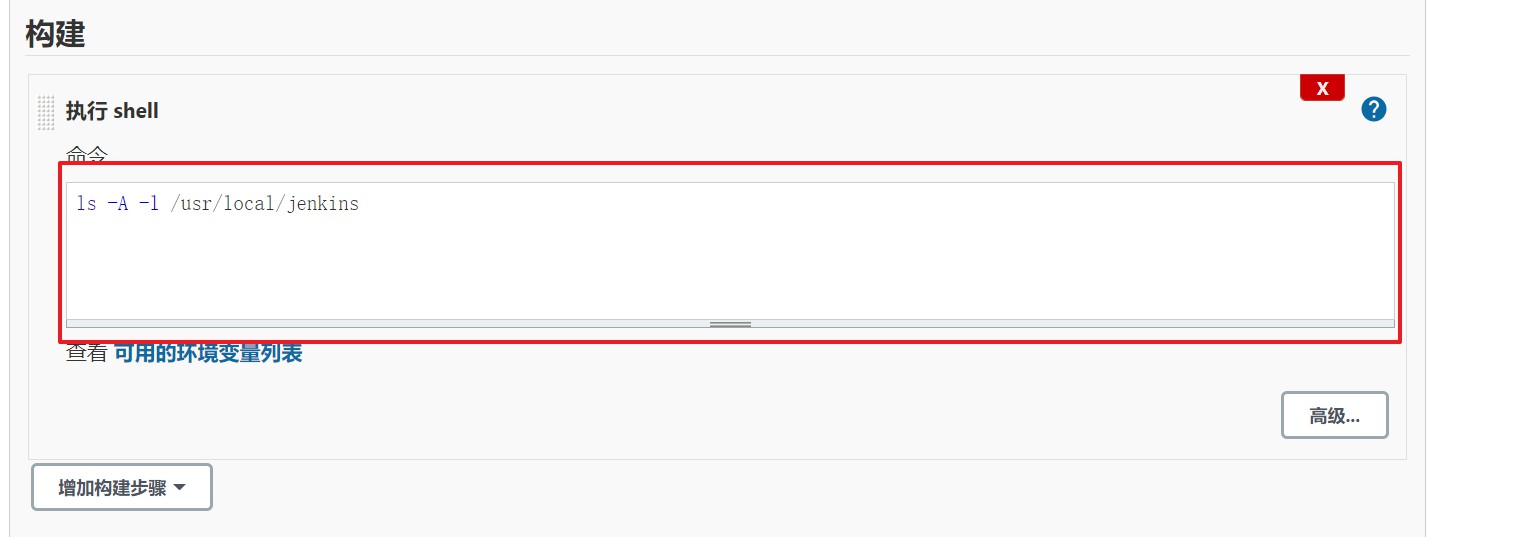 构建
X
执行 shell
?
命令
ls -A -l /usr/local/jenkins
查看 可用的环境变量列表
高级...
增加构建步骤